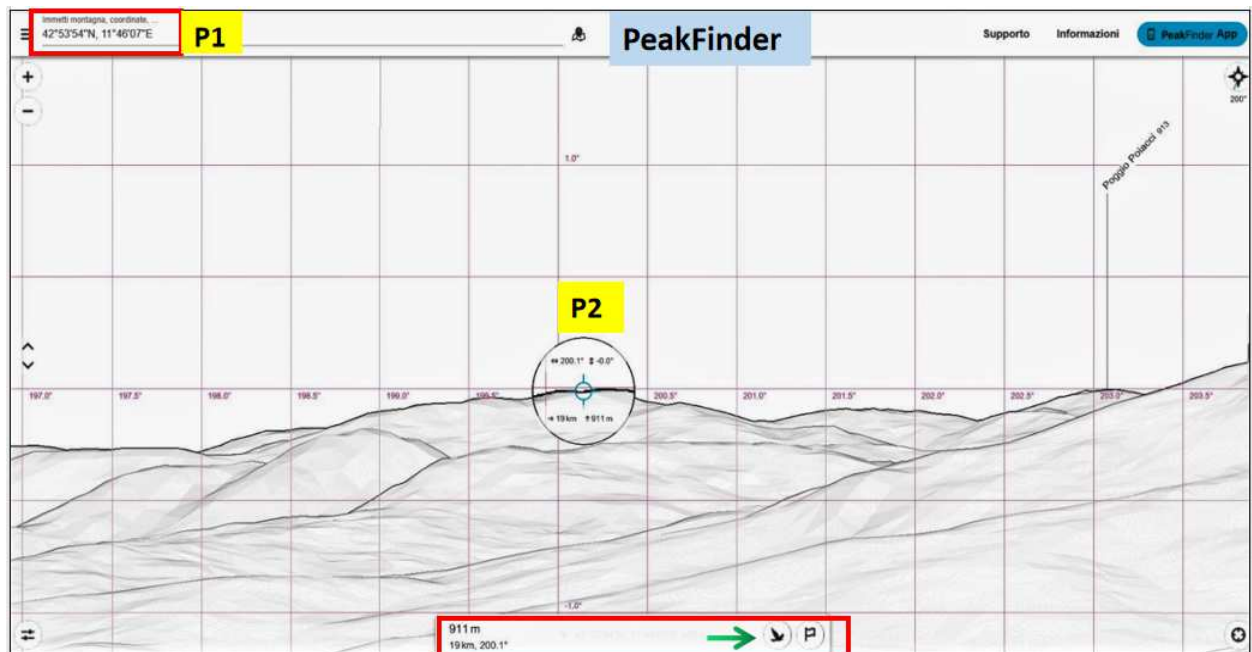 Immetti montagna, coordinate, ...
42°53'54"N, 11°46'07"E
P1
PeakFinder
Supporto
Informazioni
PeakFinder App
200°
1.0°
Poggio Poiacci 913
P2
200.1° -0.0°
197.0° 197.5° 198.0° 198.5° 199.0° 199.5° 200.5° 201.0° 201.5° 202.0° 202.5° 203.0° 203.5°
19 km 911 m
-1.0°
911 m
19 km, 200.1°